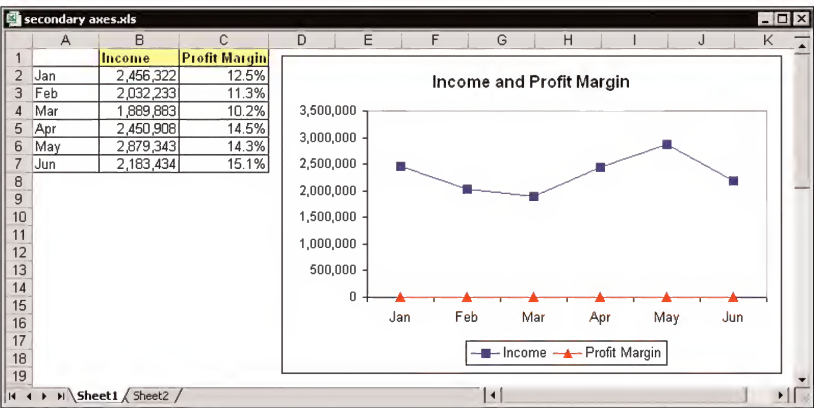 secondary axes.xls
A B C D E F G H I J K
1 Income Profit Margin
2 Jan 2,456,322 12.5%
3 Feb 2,032,233 11.3%
4 Mar 1,889,883 10.2%
5 Apr 2,450,908 14.5%
6 May 2,879,343 14.3%
7 Jun 2,183,434 15.1%
8
9
10
11
12
13
14
15
16
17
18
19
Income and Profit Margin
3,500,000
3,000,000
2,500,000
2,000,000
1,500,000
1,000,000
500,000
0
Jan Feb Mar Apr May Jun
Income Profit Margin
Sheet1 Sheet2